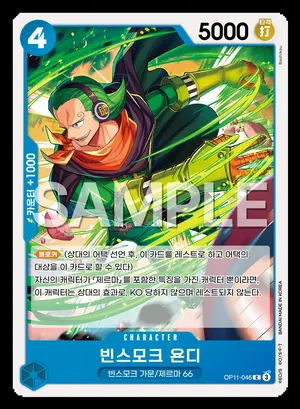 4
5000
타격
打
카운터 +1000
SAMPLE
블로커 (상대의 어택 선언 후, 이 카드를 레스트로 하고 어택의
대상을 이 카드로 할 수 있다)
자신의 캐릭터가 「제르마」를 포함한 특징을 가진 캐릭터 뿐이라면,
이 캐릭터는 상대의 효과로, KO 당하지 않으며 레스트되지 않는다.
CHARACTER
빈스모크 욘디
빈스모크 가문/제르마 66
OP11-046
BANDAI MADE IN KOREA